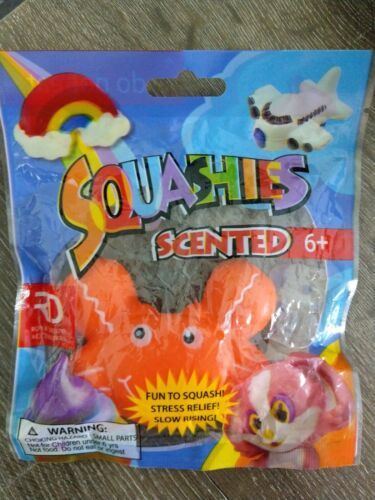 SQUASHIES
SCENTED 6+
FUN TO SQUASH!
STRESS RELIEF!
SLOW RISING!
WARNING:
CHOKING HAZARD SMALL PARTS
Not for Children under 6 yrs
Not food. Do not eat or ingest